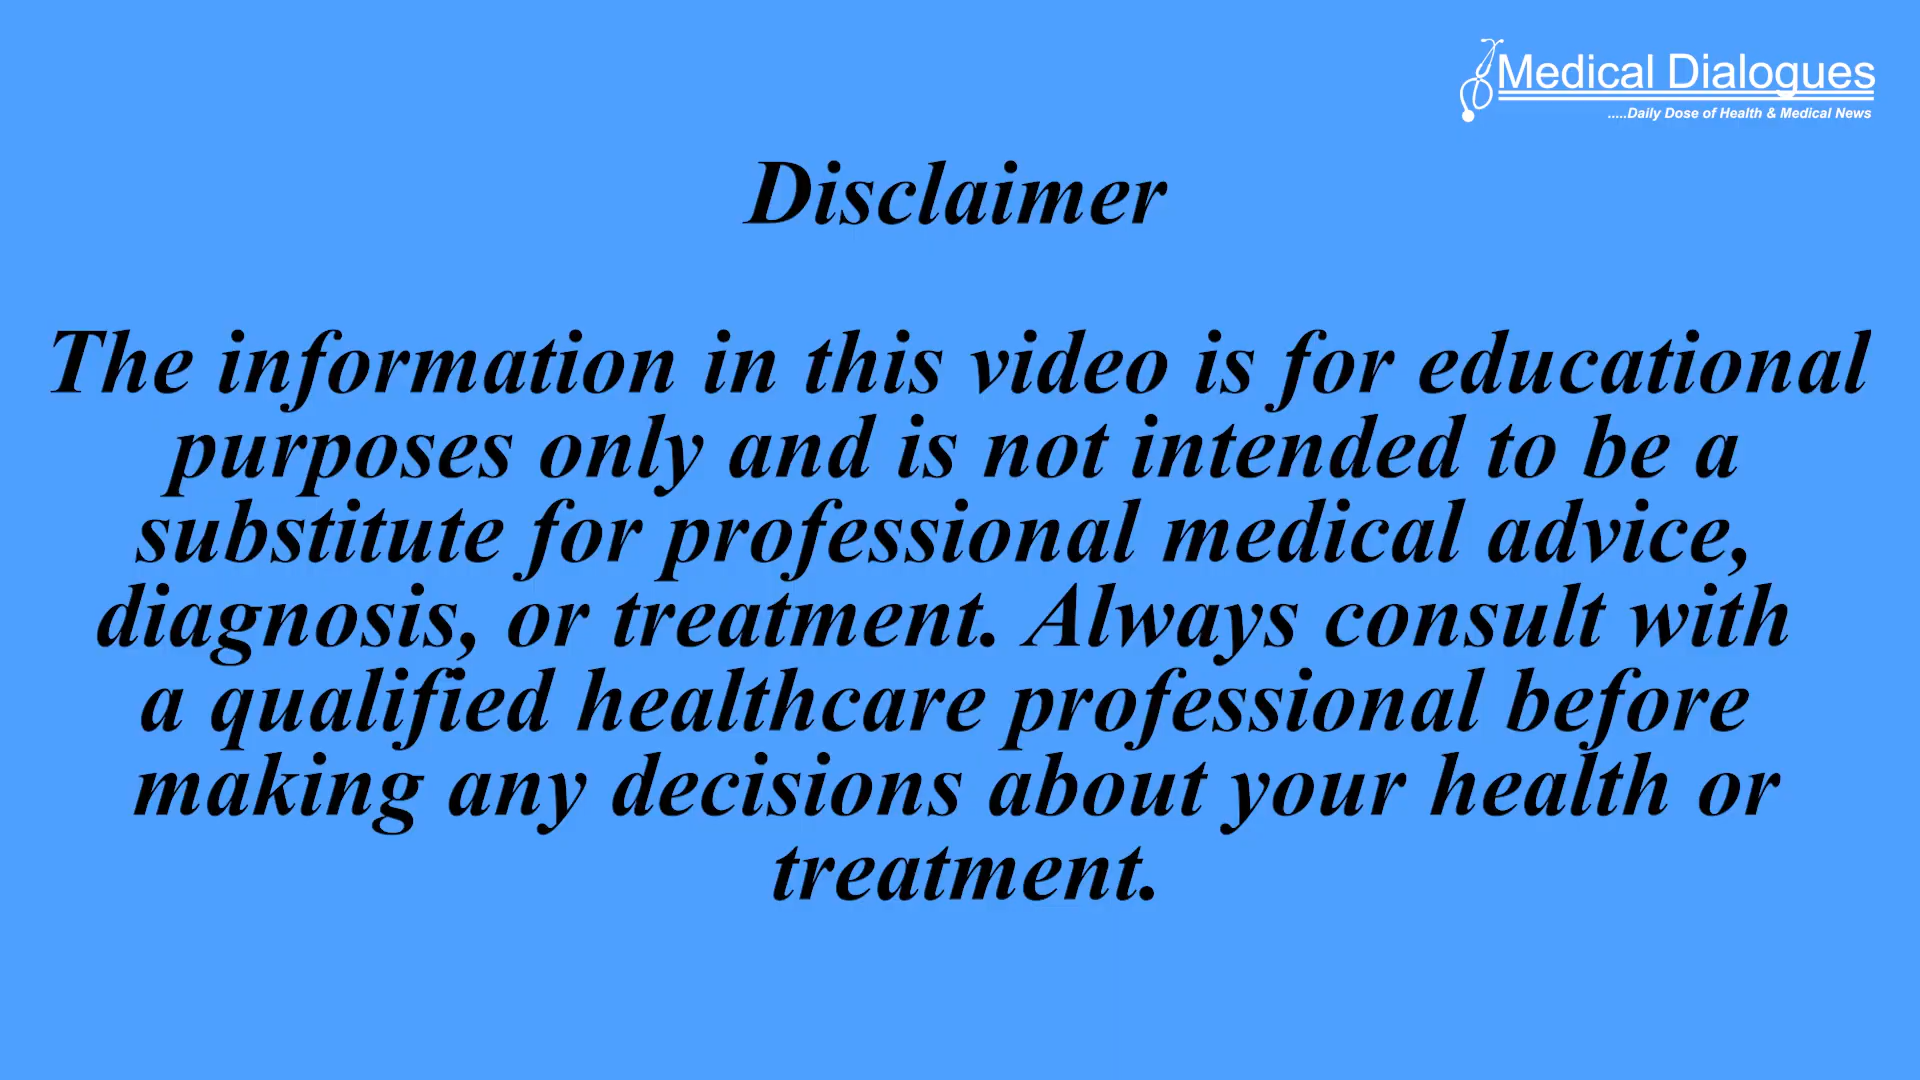 Medical Dialogues
.....Daily Dose of Health & Medical News
Disclaimer
The information in this video is for educational
purposes only and is not intended to be a
substitute for professional medical advice,
diagnosis, or treatment. Always consult with
a qualified healthcare professional before
making any decisions about your health or
treatment.